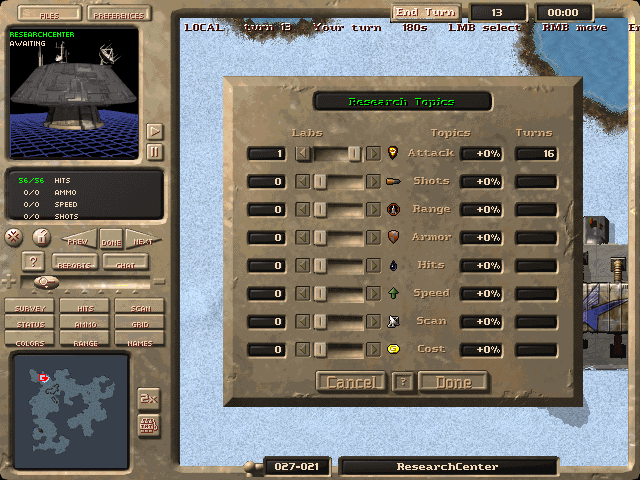 FILES PREFERENCES End Turn 13 00:00
LOCAL turn 13 Your turn 180s LMB select RMB move
RESEARCHCENTER
AWAITING
Research Topics
Labs Topics Turns
1 Attack +0% 16
0 Shots +0%
0 Range +0%
0 Armor +0%
0 Hits +0%
0 Speed +0%
0 Scan +0%
0 Cost +0%
Cancel ? Done
56/56 HITS
0/0 AMMO
0/0 SPEED
0/0 SHOTS
PREV DONE NEXT
? REPORTS CHAT
SURVEY HITS SCAN
STATUS AMMO GRID
COLORS RANGE NAMES
2x
027-021 ResearchCenter